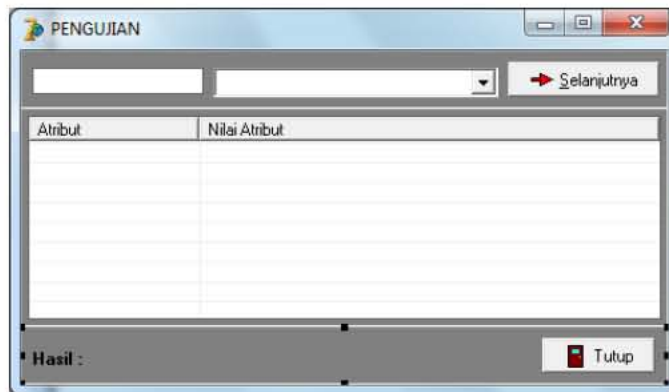 PENGUJIAN
Selanjutnya
Atribut Nilai Atribut
Hasil : Tutup